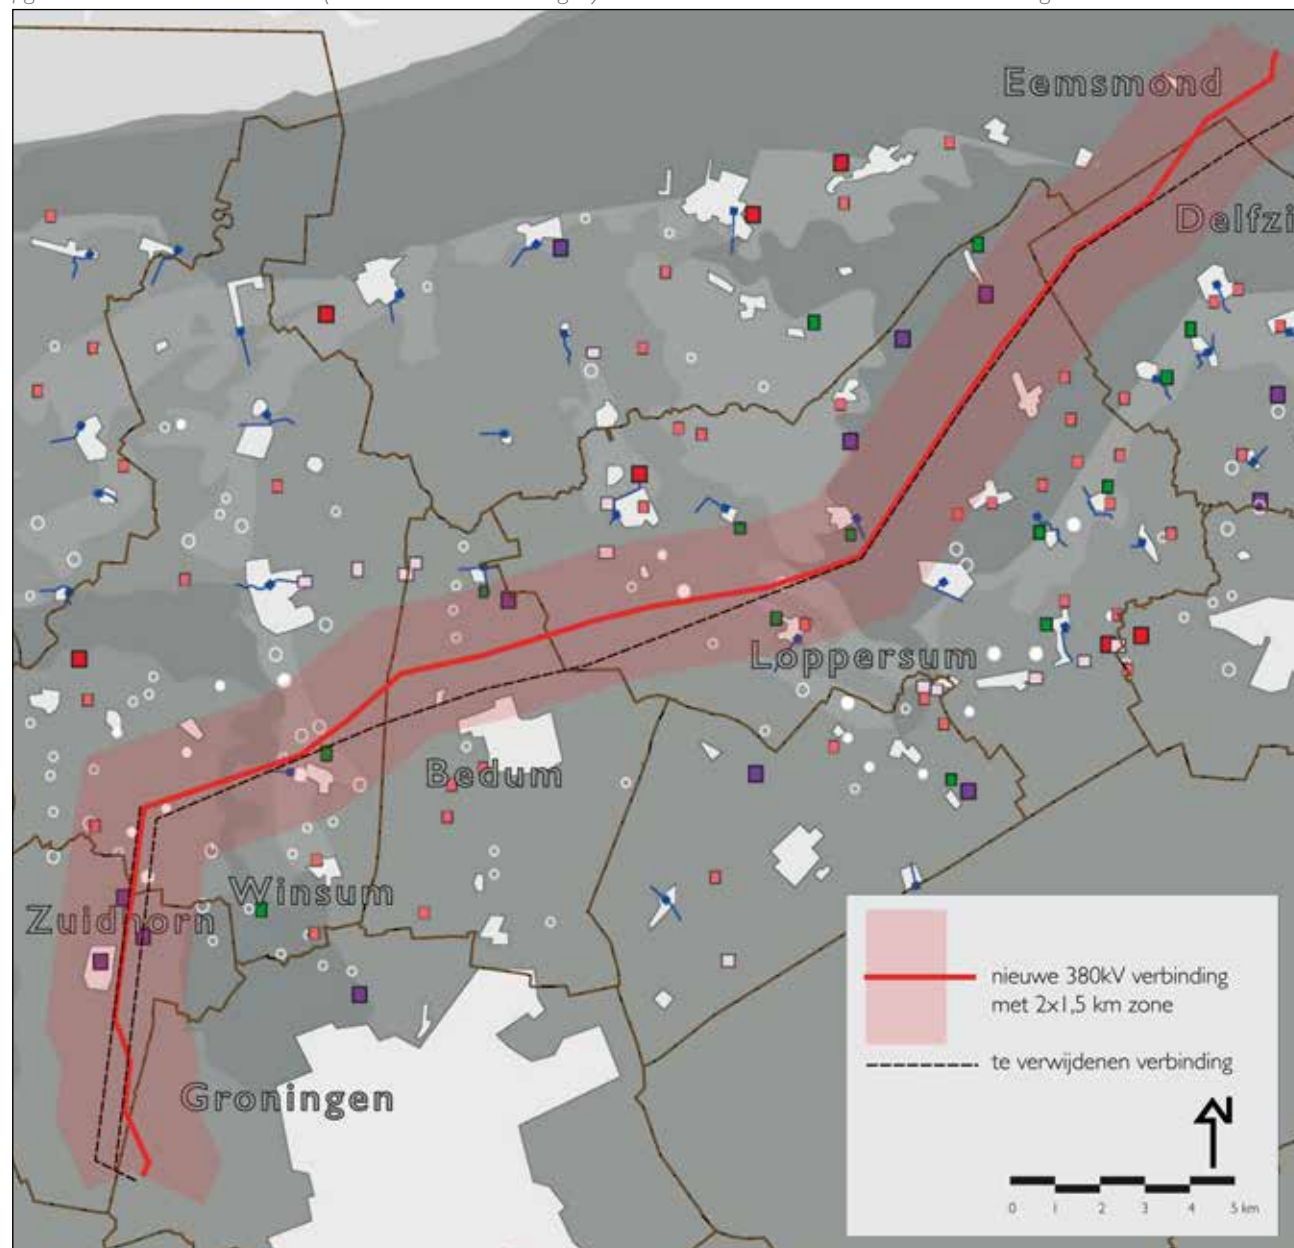 Eemsmond
Delfzi
Loppersum
Bedum
Winsum
Zuidhorn
Groningen
nieuwe 380kV verbinding
met 2x1,5 km zone
te verwijdenen verbinding
N
0 1 2 3 4 5 km